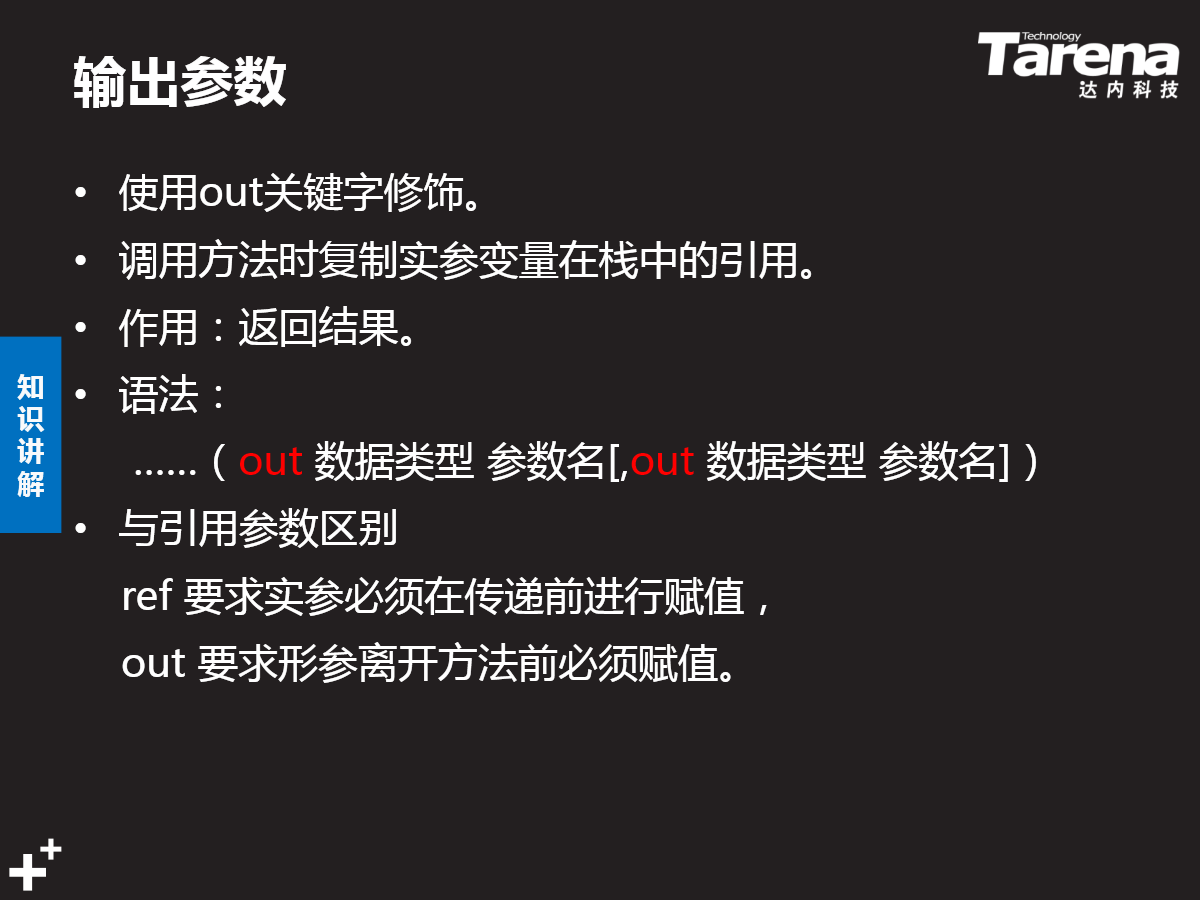 输出参数
Technology
Tarena
达内科技
• 使用out关键字修饰。
• 调用方法时复制实参变量在栈中的引用。
• 作用：返回结果。
• 语法：
……（ out 数据类型 参数名[,out 数据类型 参数名] ）
• 与引用参数区别
ref 要求实参必须在传递前进行赋值，
out 要求形参离开方法前必须赋值。
知识讲解